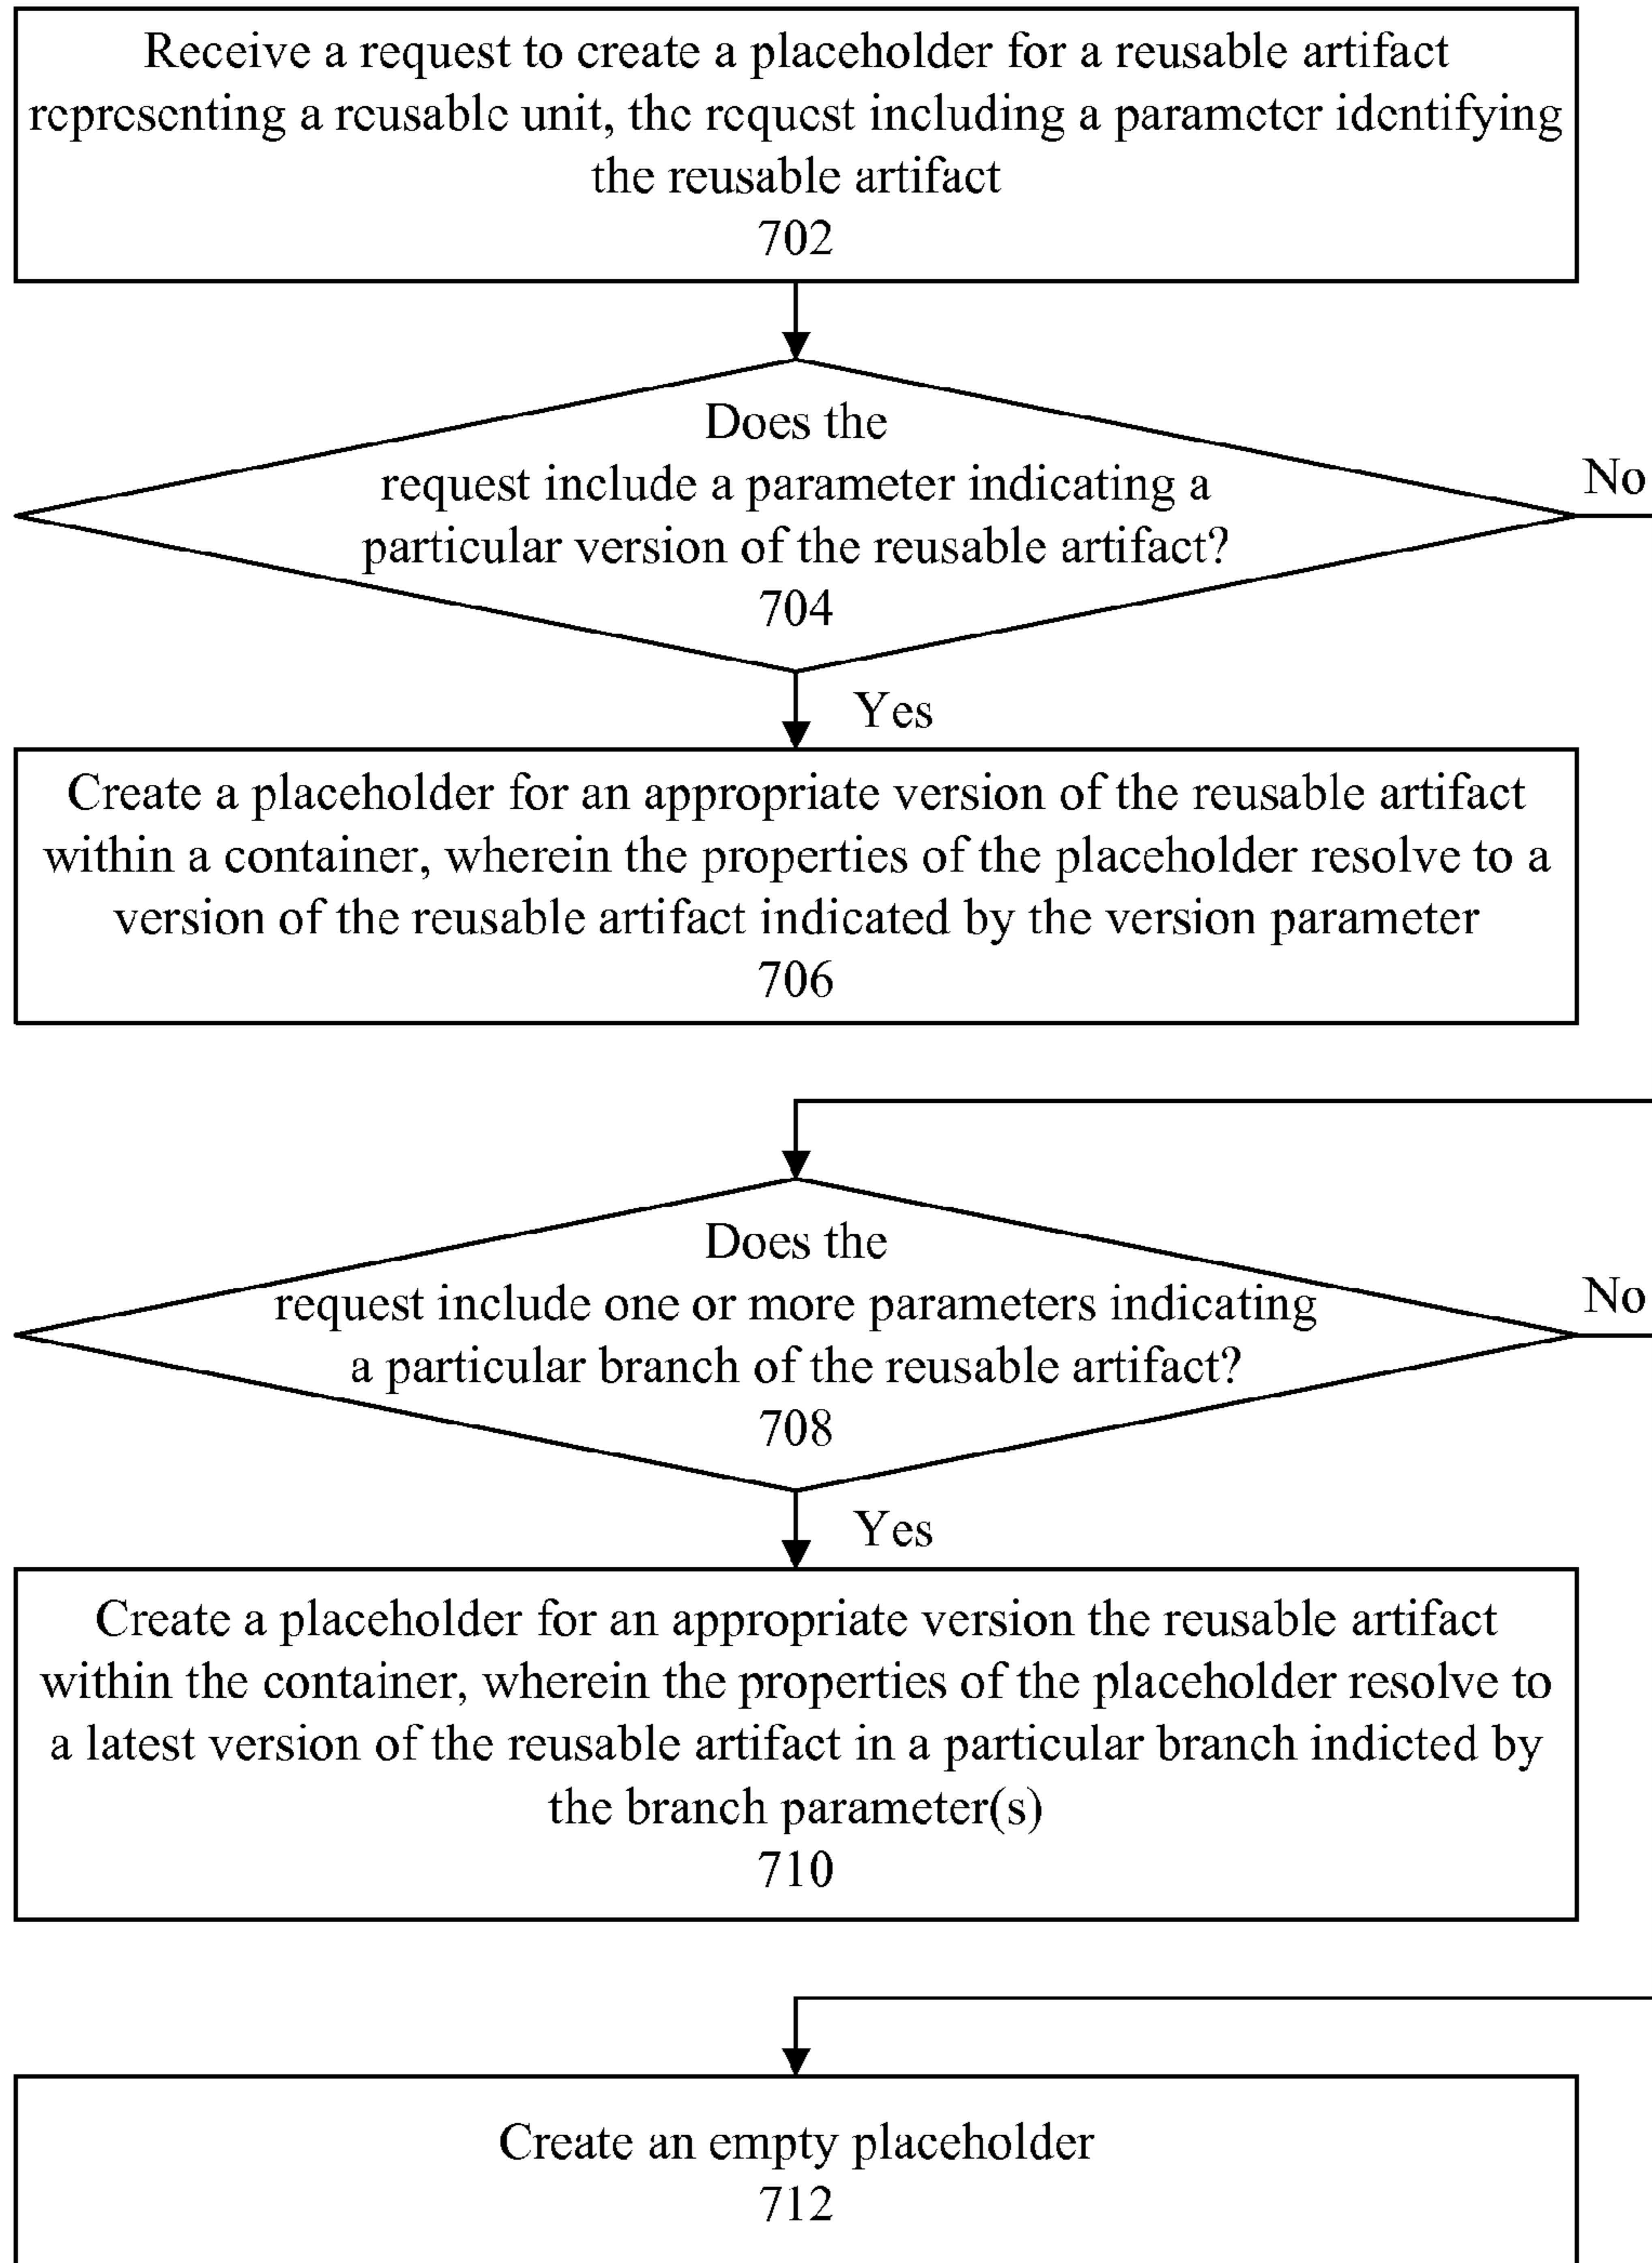 Receive a request to create a placeholder for a reusable artifact
representing a reusable unit, the request including a parameter identifying
the reusable artifact
702
Does the
request include a parameter indicating a
particular version of the reusable artifact?
704
No
Yes
Create a placeholder for an appropriate version of the reusable artifact
within a container, wherein the properties of the placeholder resolve to a
version of the reusable artifact indicated by the version parameter
706
Does the
request include one or more parameters indicating
a particular branch of the reusable artifact?
708
No
Yes
Create a placeholder for an appropriate version the reusable artifact
within the container, wherein the properties of the placeholder resolve to
a latest version of the reusable artifact in a particular branch indicted by
the branch parameter(s)
710
Create an empty placeholder
712